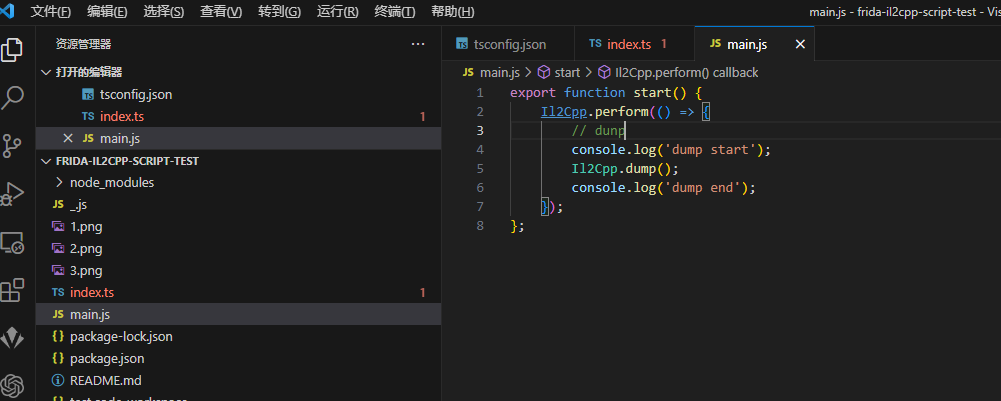 文件(F) 编辑(E) 选择(S) 查看(V) 转到(G) 运行(R) 终端(T) 帮助(H) main.js - frida-il2cpp-script-test - Vis
资源管理器 ···
打开的编辑器
TS tsconfig.json
TS index.ts 1
× JS main.js
FRIDA-IL2CPP-SCRIPT-TEST
node_modules
JS _.js
1.png
2.png
3.png
TS index.ts 1
JS main.js
{} package-lock.json
{} package.json
README.md
TS tsconfig.json TS index.ts 1 JS main.js ×
JS main.js > start > Il2Cpp.perform() callback
1 export function start() {
2 Il2Cpp.perform(() => {
3 // dunp
4 console.log('dump start');
5 Il2Cpp.dump();
6 console.log('dump end');
7 });
8 };